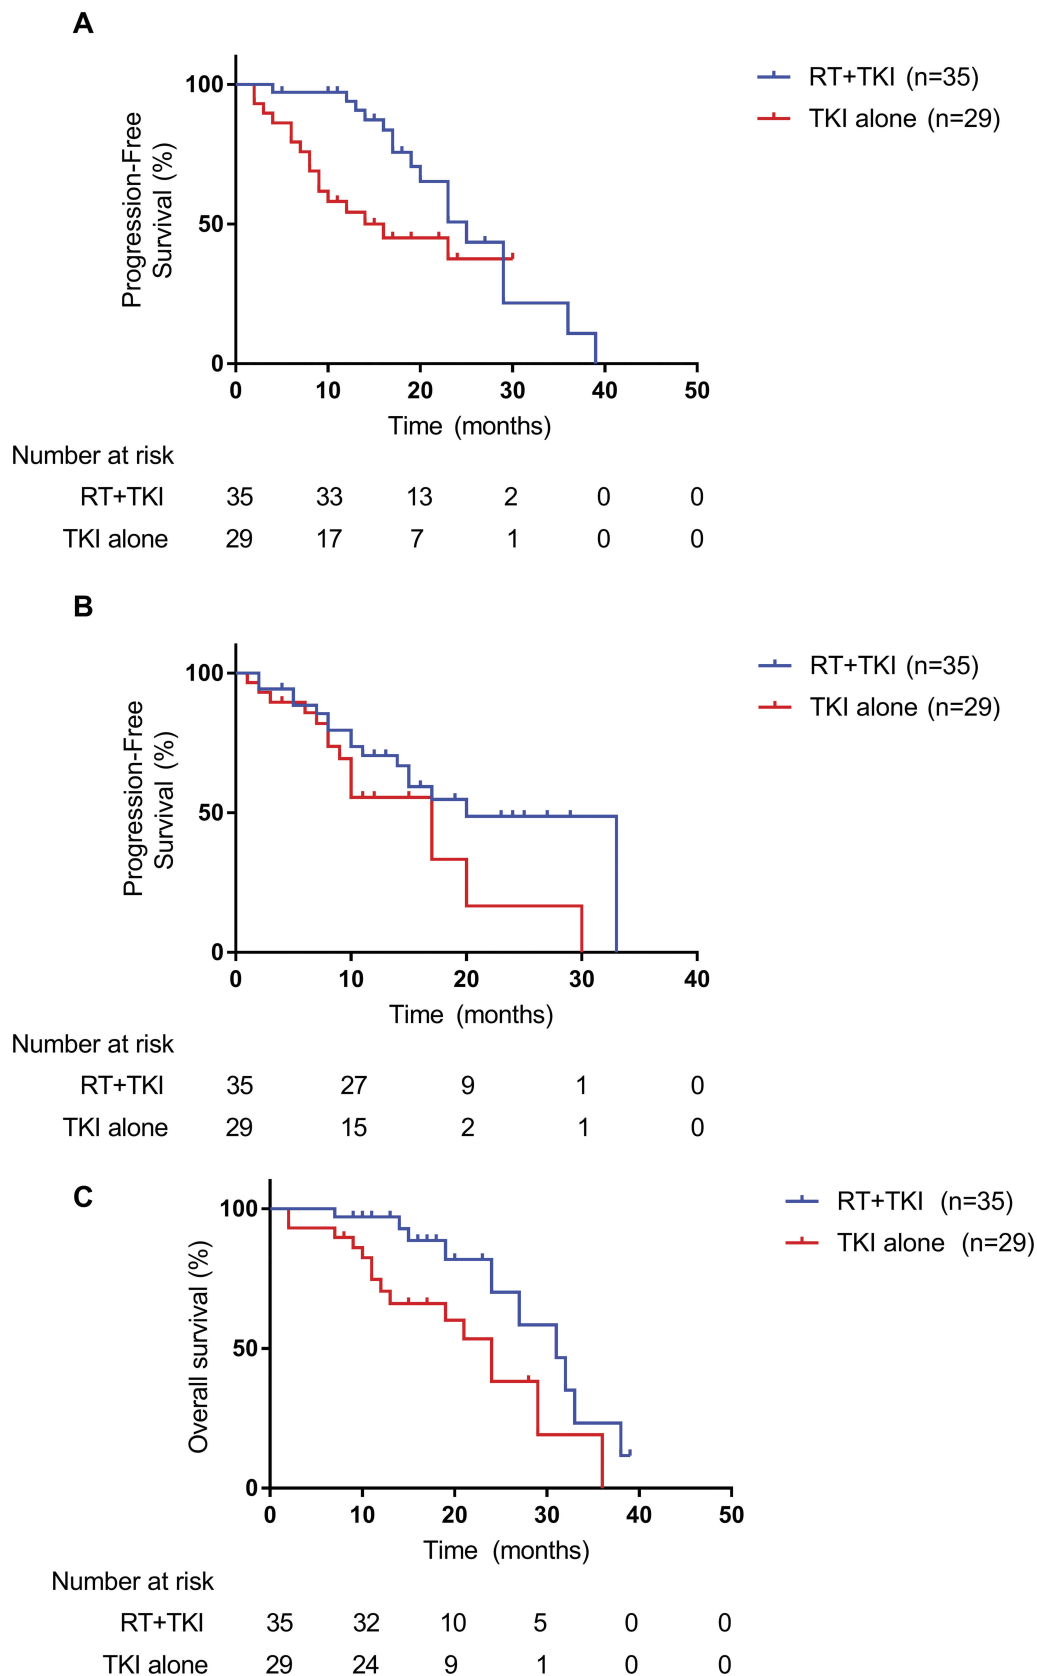 A
RT+TKI (n=35)
TKI alone (n=29)
Progression-Free
Survival (%)
100
50
0
0 10 20 30 40 50
Time (months)
Number at risk
RT+TKI 35 33 13 2 0 0
TKI alone 29 17 7 1 0 0
B
RT+TKI (n=35)
TKI alone (n=29)
Progression-Free
Survival (%)
100
50
0
0 10 20 30 40
Time (months)
Number at risk
RT+TKI 35 27 9 1 0
TKI alone 29 15 2 1 0
C
RT+TKI (n=35)
TKI alone (n=29)
Overall survival (%)
100
50
0
0 10 20 30 40 50
Time (months)
Number at risk
RT+TKI 35 32 10 5 0 0
TKI alone 29 24 9 1 0 0